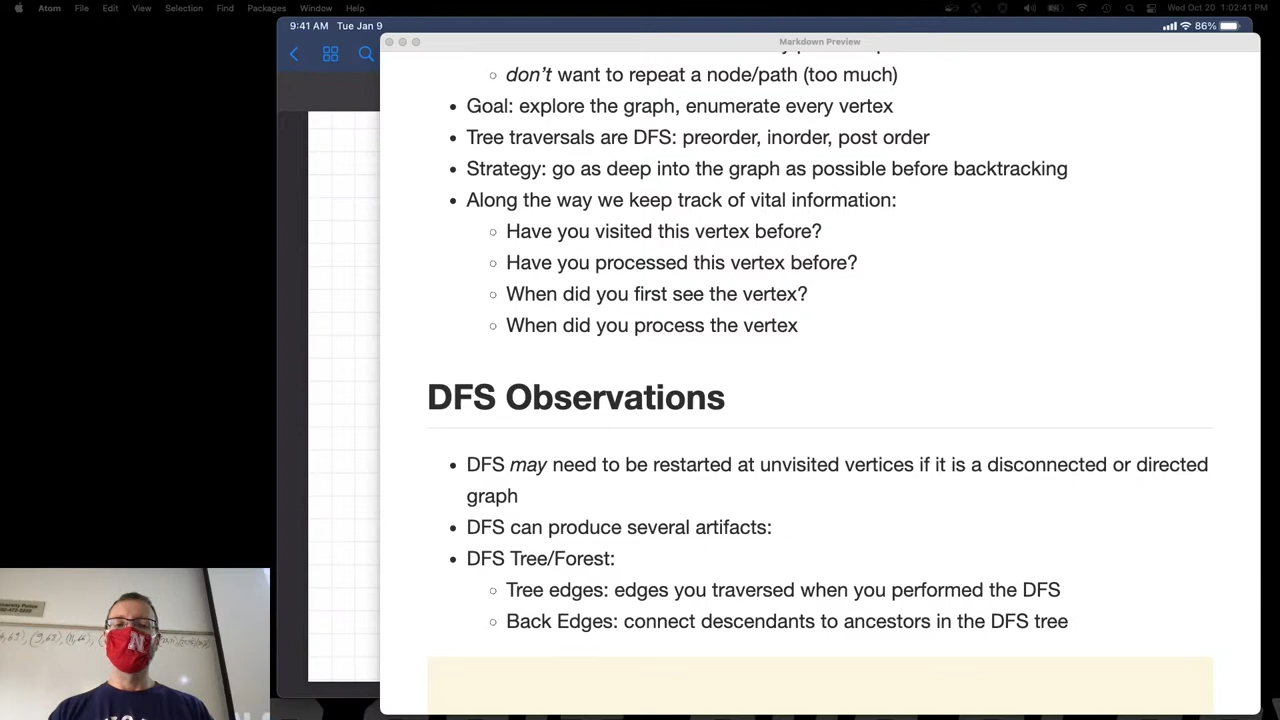 Atom File Edit View Selection Find Packages Window Help
Wed Oct 20 1:02:41 PM
9:41 AM Tue Jan 9
86%
Markdown Preview
don't want to repeat a node/path (too much)
Goal: explore the graph, enumerate every vertex
Tree traversals are DFS: preorder, inorder, post order
Strategy: go as deep into the graph as possible before backtracking
Along the way we keep track of vital information:
Have you visited this vertex before?
Have you processed this vertex before?
When did you first see the vertex?
When did you process the vertex
DFS Observations
DFS may need to be restarted at unvisited vertices if it is a disconnected or directed
graph
DFS can produce several artifacts:
DFS Tree/Forest:
Tree edges: edges you traversed when you performed the DFS
Back Edges: connect descendants to ancestors in the DFS tree
N